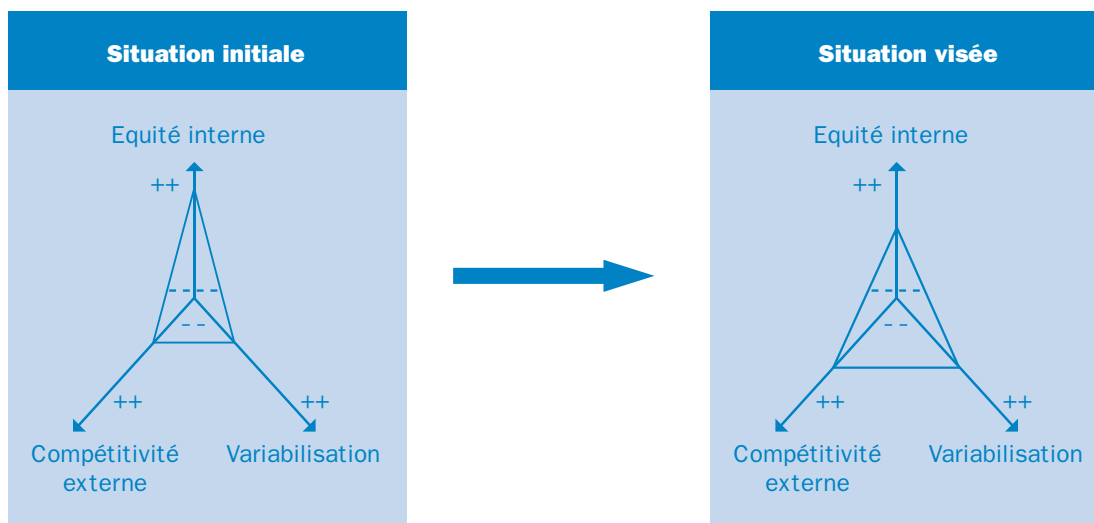 Situation initiale
Equité interne
++
- -
++
++
Compétitivité
externe
Variabilisation
Situation visée
Equité interne
++
- -
++
++
Compétitivité
externe
Variabilisation